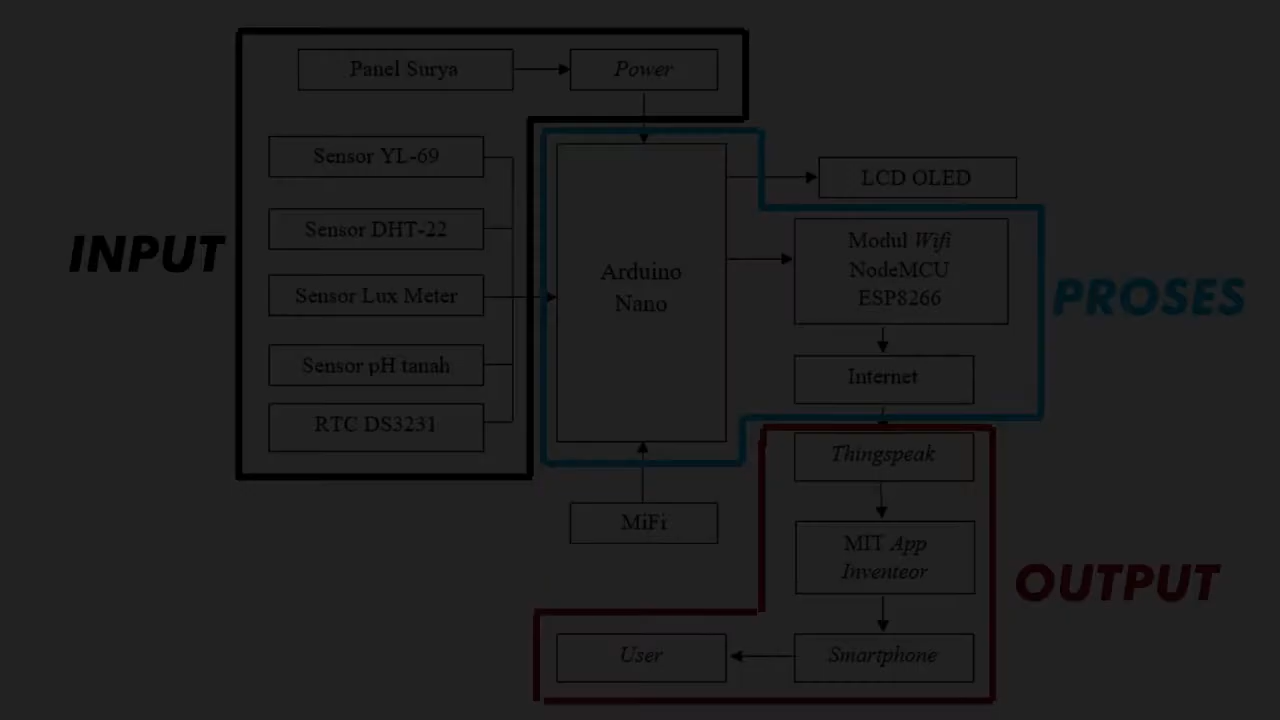 Panel Surya
Power
Sensor YL-69
LCD OLED
Sensor DHT-22
INPUT
Arduino
Nano
Modul Wifi
NodeMCU
ESP8266
Sensor Lux Meter
PROSES
Sensor pH tanah
Internet
RTC DS3231
Thingspeak
MiFi
MIT App
Inventeor
OUTPUT
User
Smartphone